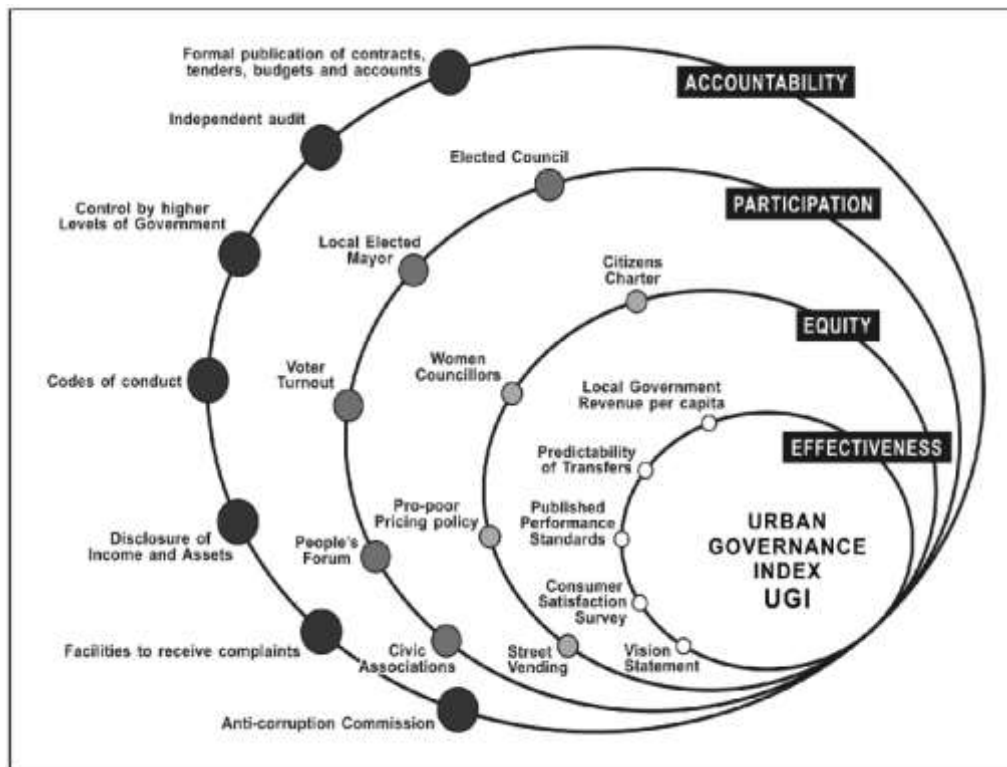 Formal publication of contracts,
tenders, budgets and accounts
ACCOUNTABILITY
Independent audit
Elected Council
Control by higher
Levels of Government
PARTICIPATION
Local Elected
Mayor
Citizens
Charter
EQUITY
Codes of conduct
Voter
Turnout
Women
Councillors
Local Government
Revenue per capita
EFFECTIVENESS
Predictability
of Transfers
Pro-poor
Pricing policy
Published
Performance
Standards
URBAN
GOVERNANCE
INDEX
UGI
Disclosure of
Income and Assets
People's
Forum
Consumer
Satisfaction
Survey
Facilities to receive complaints
Civic
Associations
Street
Vending
Vision
Statement
Anti-corruption Commission